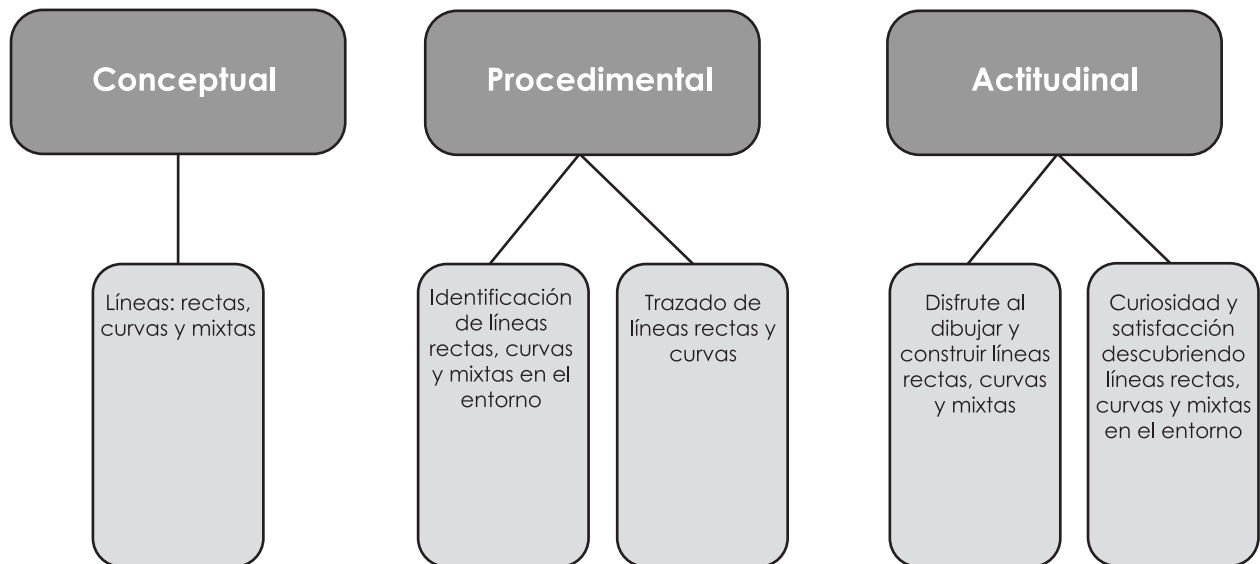 Conceptual
Procedimental
Actitudinal
Líneas: rectas,
curvas y mixtas
Identificación
de líneas
rectas, curvas
y mixtas en el
entorno
Trazado de
líneas rectas y
curvas
Disfrute al
dibujar y
construir líneas
rectas, curvas
y mixtas
Curiosidad y
satisfacción
descubriendo
líneas rectas,
curvas y mixtas
en el entorno